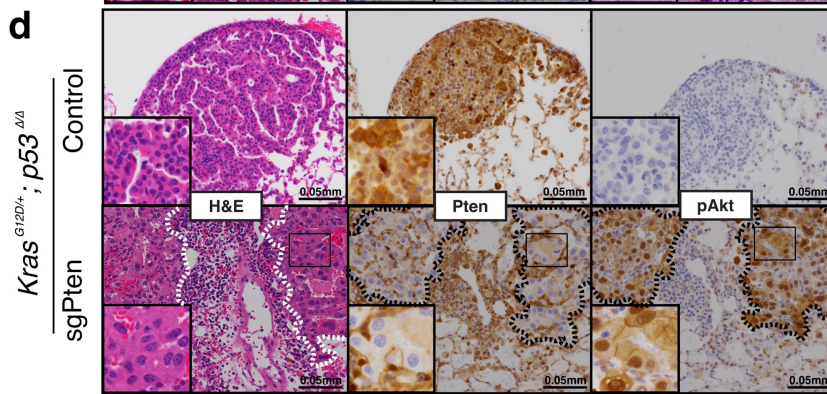 d
Kras G12D/+; p53 Δ/Δ
Control
sgPten
0.05mm
0.05mm
0.05mm
H&E
Pten
pAkt
0.05mm
0.05mm
0.05mm